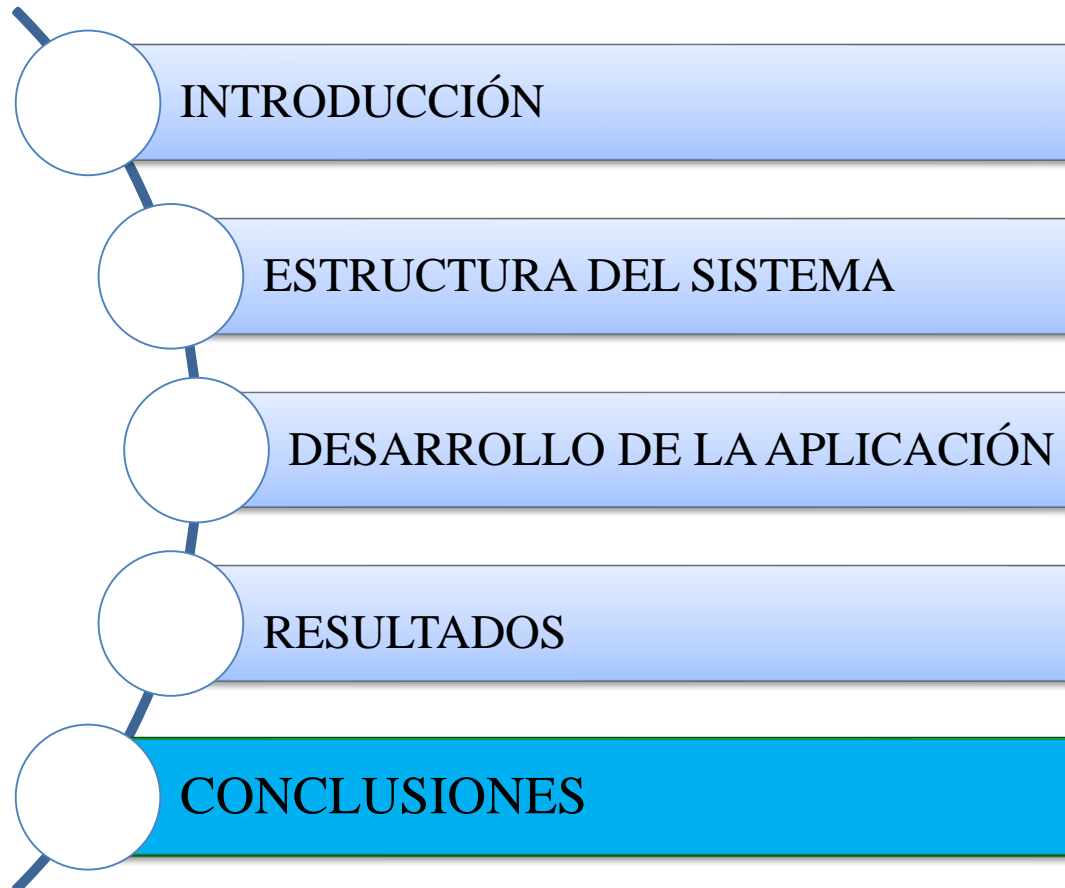 INTRODUCCIÓN
ESTRUCTURA DEL SISTEMA
DESARROLLO DE LA APLICACIÓN
RESULTADOS
CONCLUSIONES